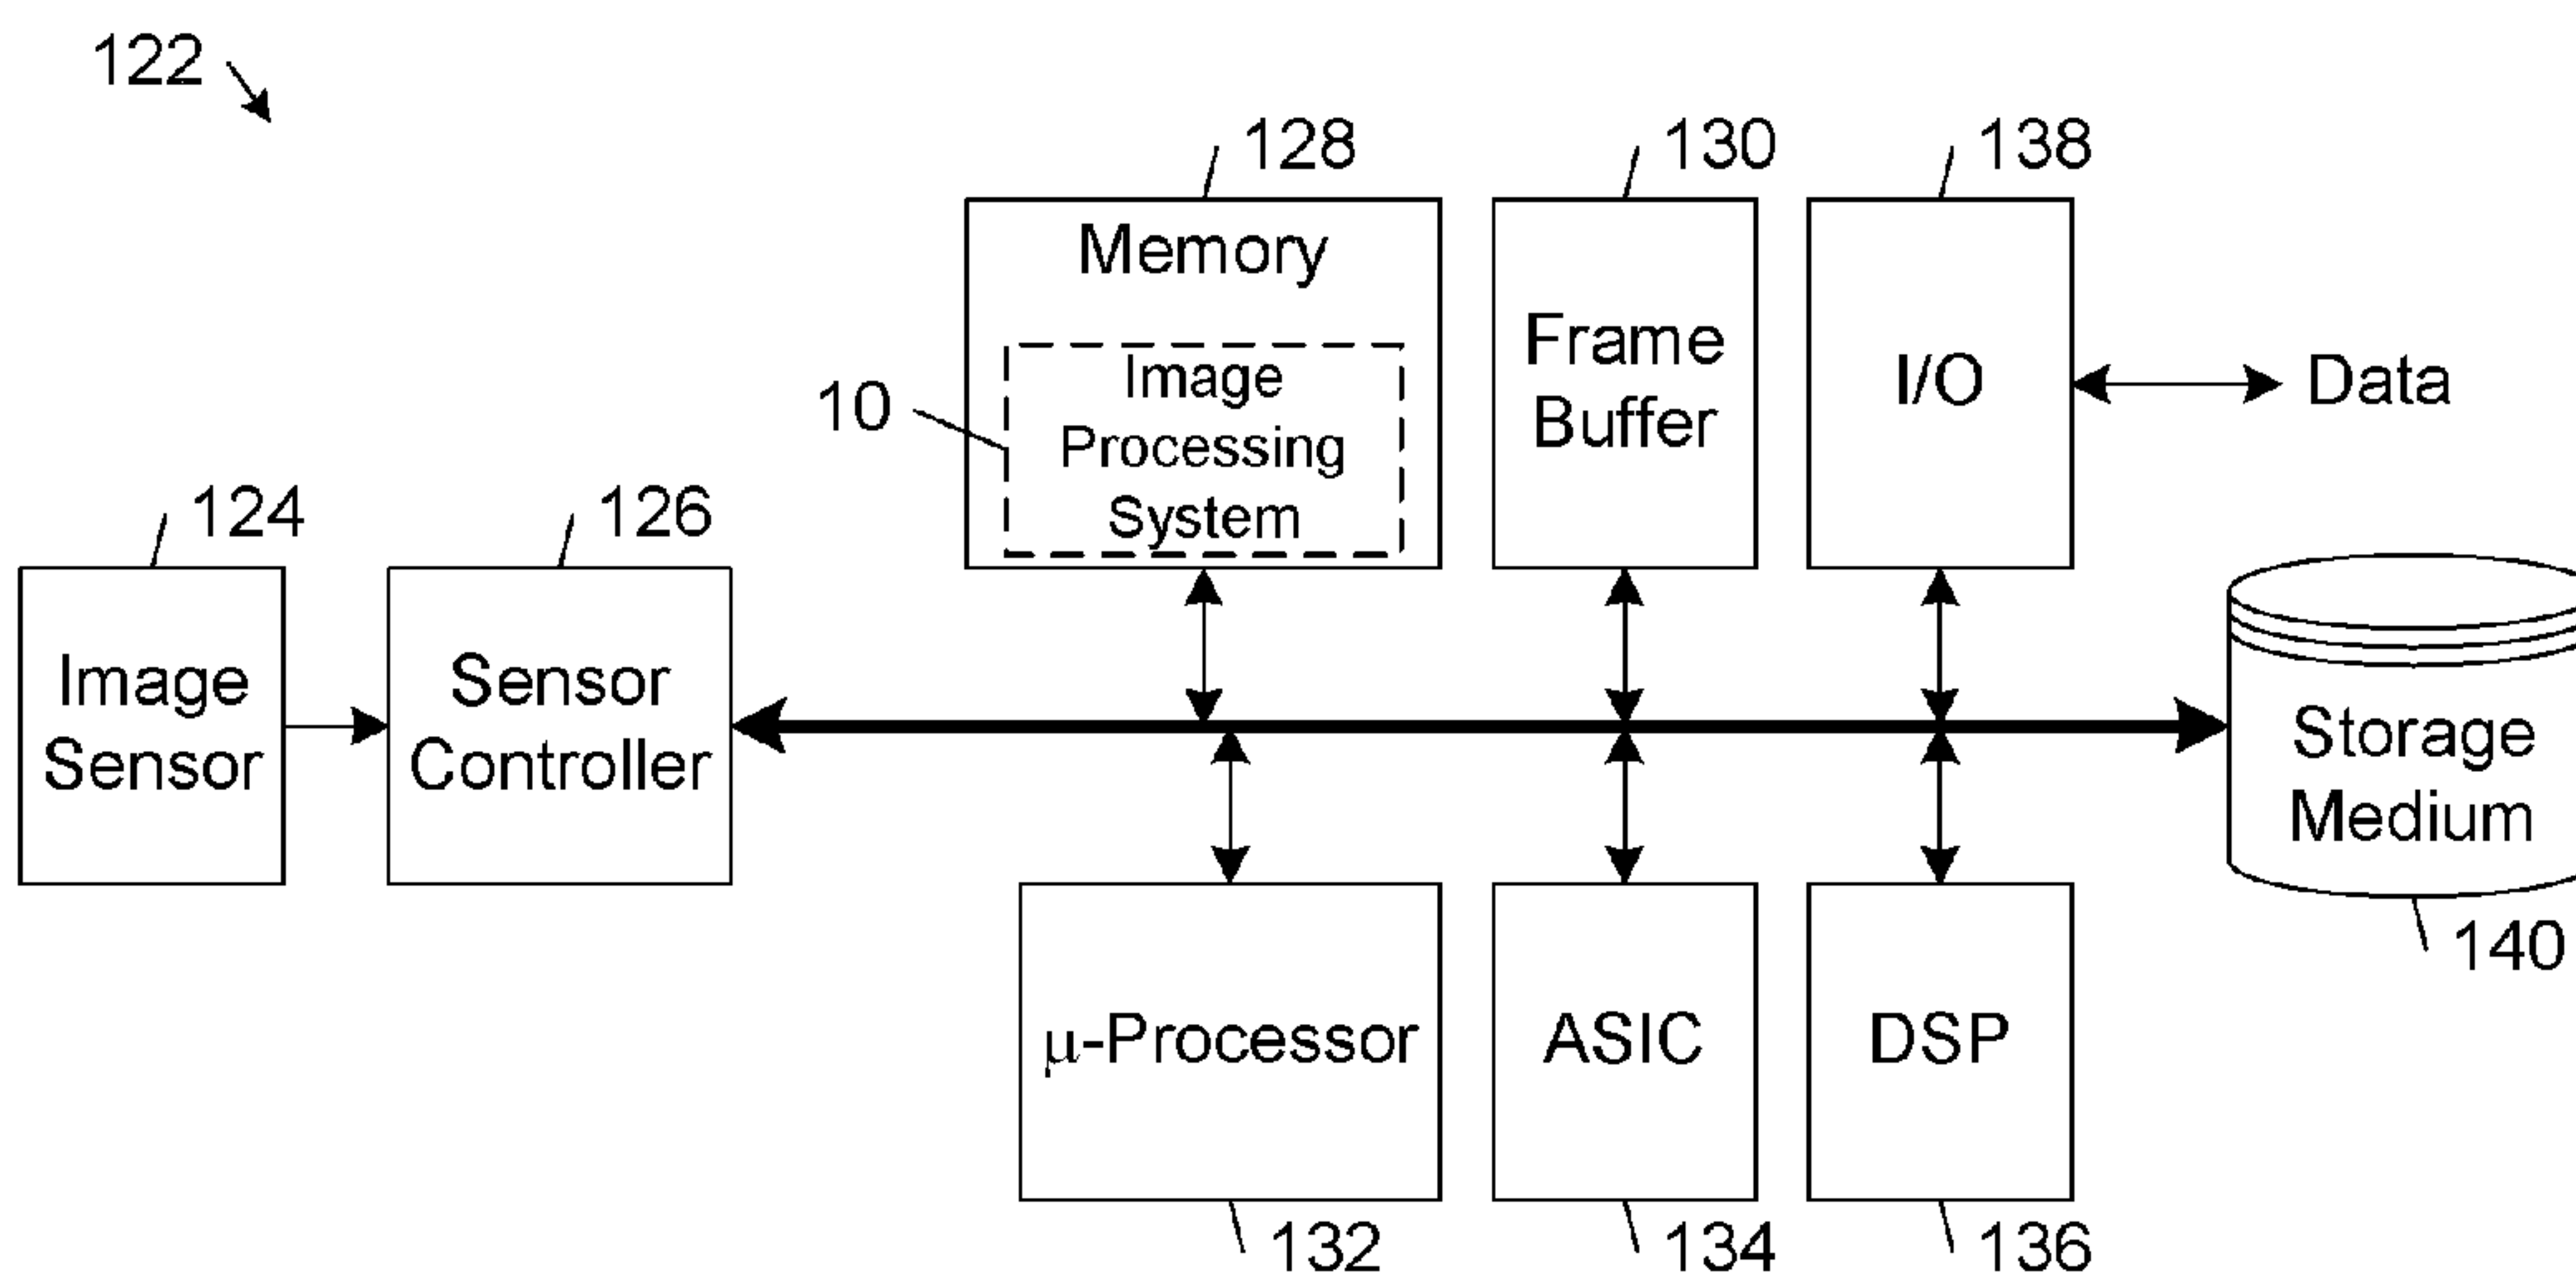 122
128
130
138
Memory
Image
Processing
System
10
Frame
Buffer
I/O
Data
124
126
Image
Sensor
Sensor
Controller
Storage
Medium
140
μ-Processor
ASIC
DSP
132
134
136